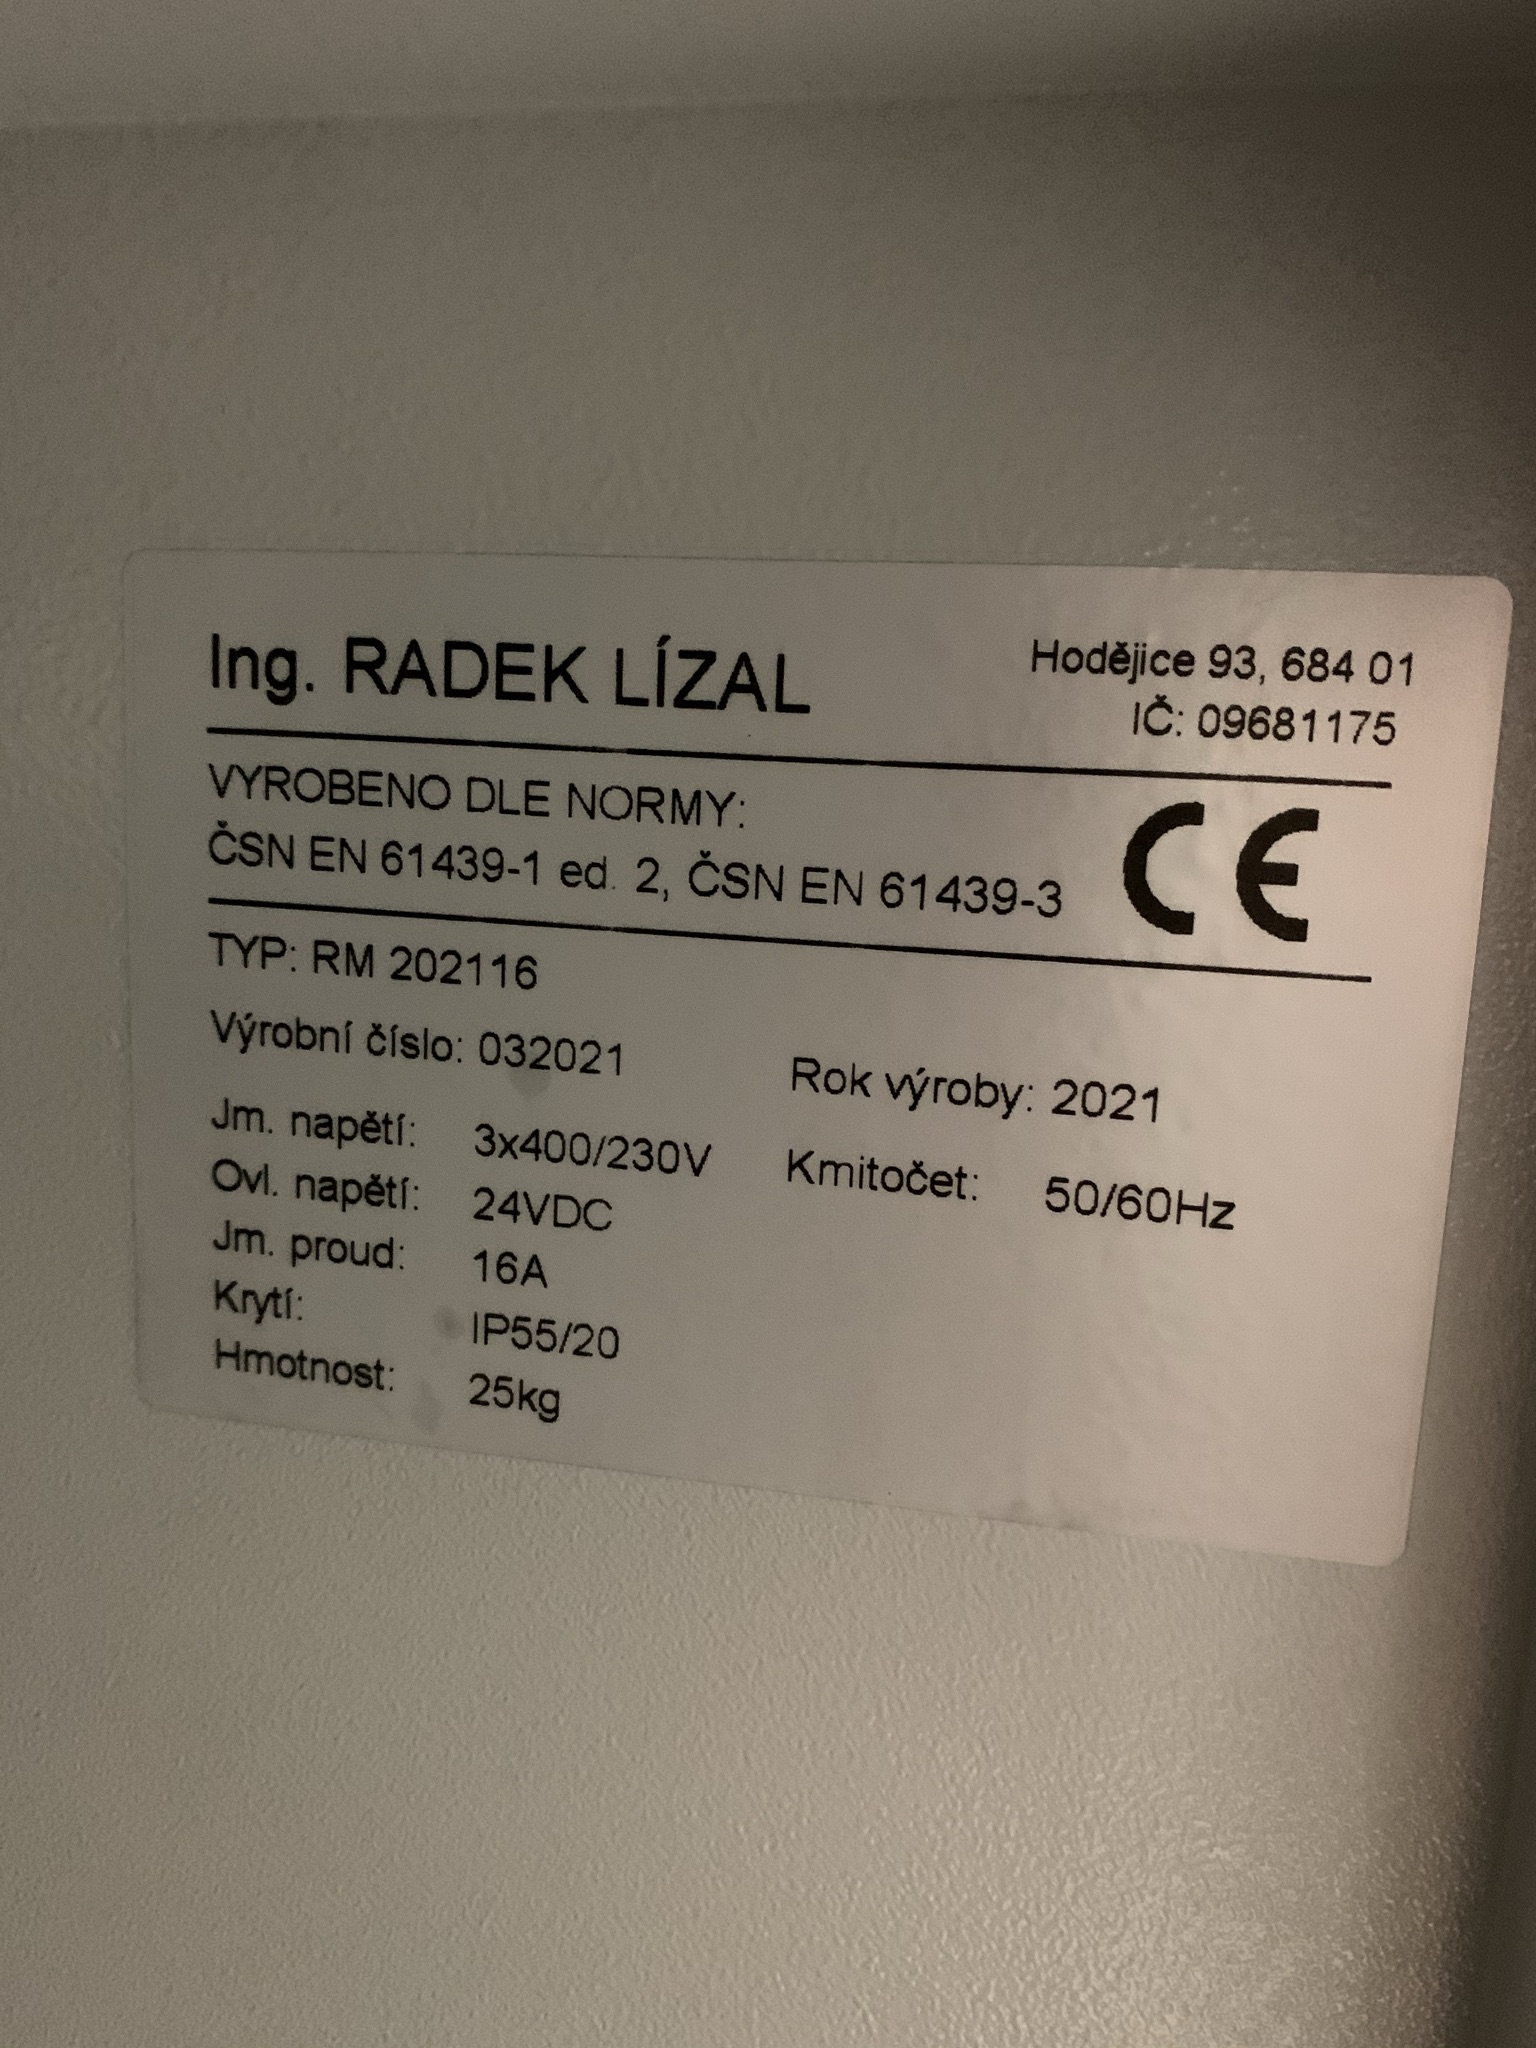 Ing. RADEK LÍZAL
Hodějice 93, 684 01
IČ: 09681175
VYROBENO DLE NORMY:
ČSN EN 61439-1 ed. 2, ČSN EN 61439-3
CE
TYP: RM 202116
Výrobní číslo: 032021
Rok výroby: 2021
Jm. napětí: 3x400/230V
Kmitočet: 50/60Hz
Ovl. napětí: 24VDC
Jm. proud: 16A
Krytí: IP55/20
Hmotnost: 25kg